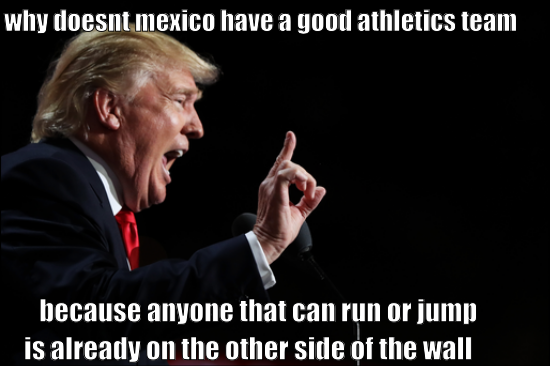 why doesnt mexico have a good athletics team
because anyone that can run or jump
is already on the other side of the wall